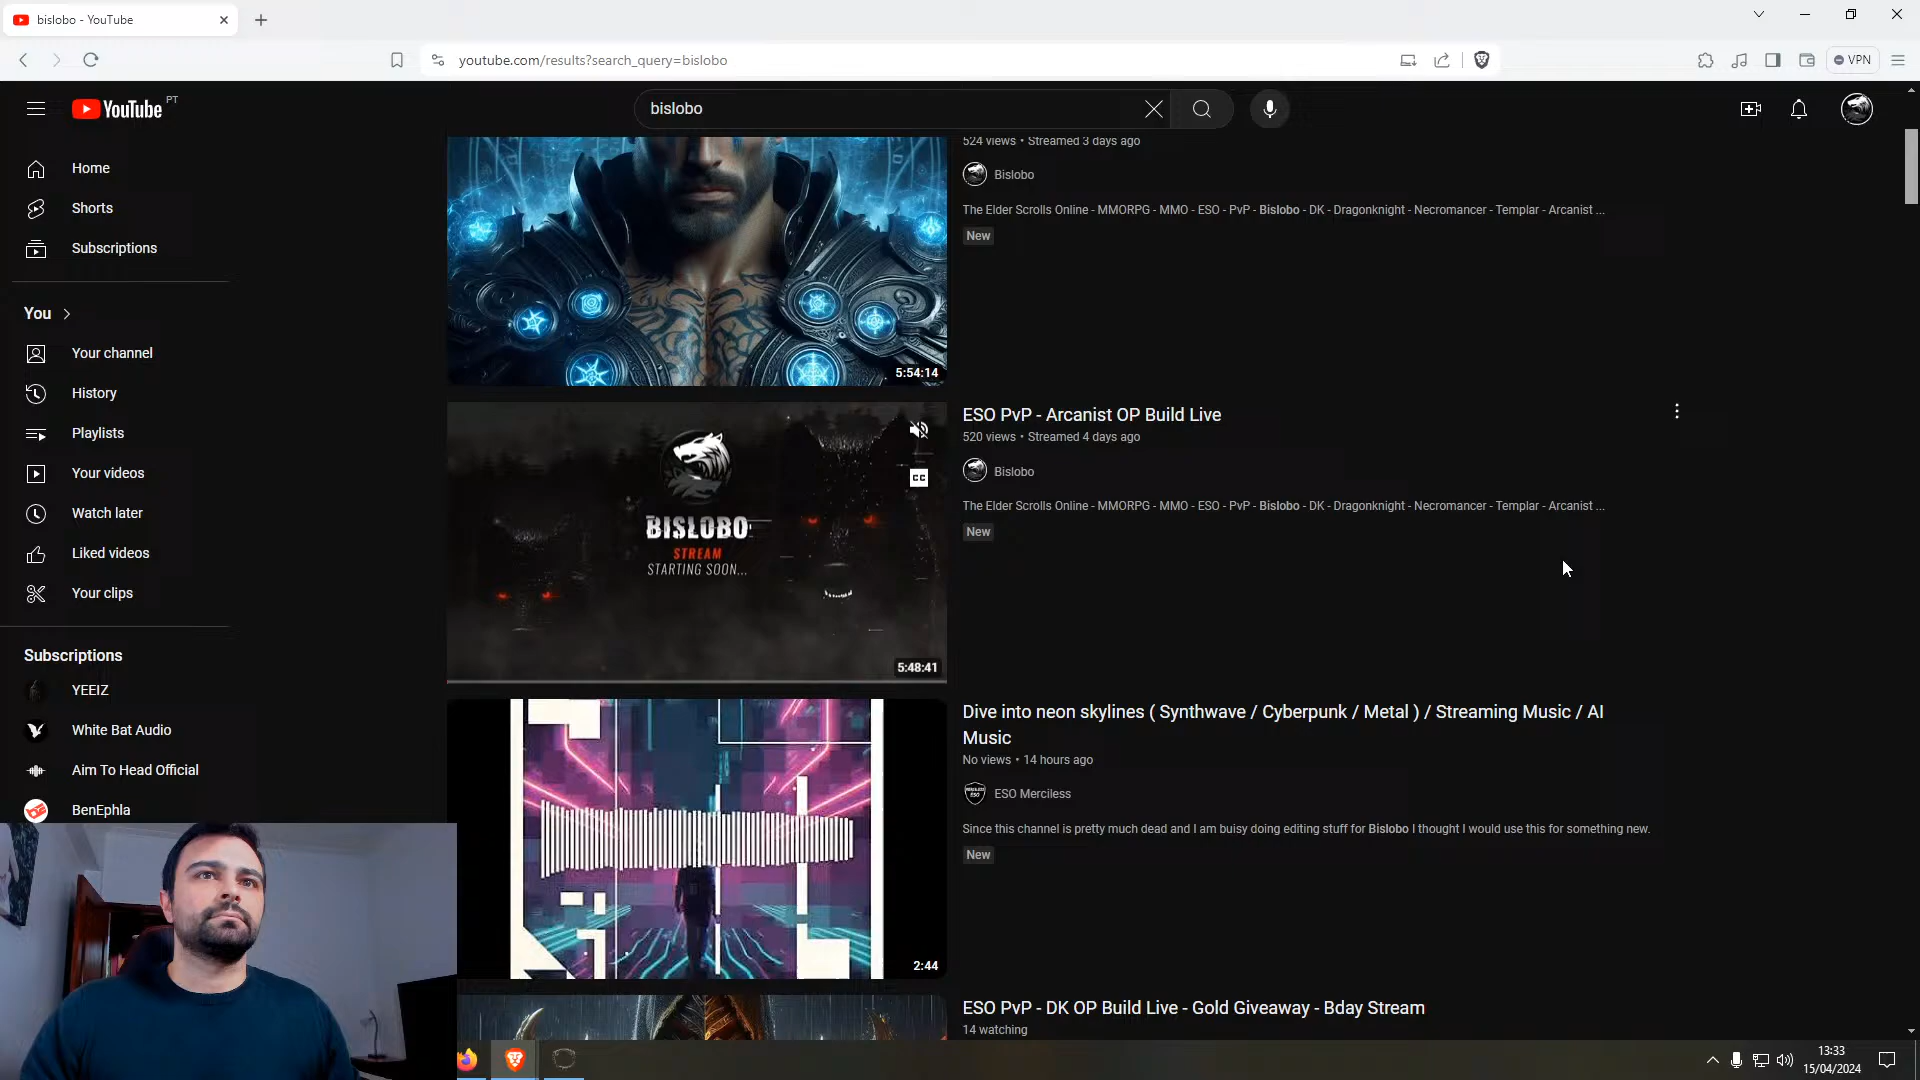 bislobo - YouTube
youtube.com/results?search_query=bislobo
VPN
YouTube PT
bislobo
Home
Shorts
Subscriptions
You
Your channel
History
Playlists
Your videos
Watch later
Liked videos
Your clips
Subscriptions
YEEIZ
White Bat Audio
Aim To Head Official
BenEphla
524 views • Streamed 3 days ago
Bislobo
The Elder Scrolls Online - MMORPG - MMO - ESO - PvP - Bislobo - DK - Dragonknight - Necromancer - Templar - Arcanist ...
New
5:54:14
CC
BISLOBO
STREAM
STARTING SOON...
5:48:41
ESO PvP - Arcanist OP Build Live
520 views • Streamed 4 days ago
Bislobo
The Elder Scrolls Online - MMORPG - MMO - ESO - PvP - Bislobo - DK - Dragonknight - Necromancer - Templar - Arcanist ...
New
2:44
Dive into neon skylines ( Synthwave / Cyberpunk / Metal ) / Streaming Music / AI
Music
No views • 14 hours ago
ESO Merciless
Since this channel is pretty much dead and I am buisy doing editing stuff for Bislobo I thought I would use this for something new.
New
ESO PvP - DK OP Build Live - Gold Giveaway - Bday Stream
14 watching
13:33
15/04/2024